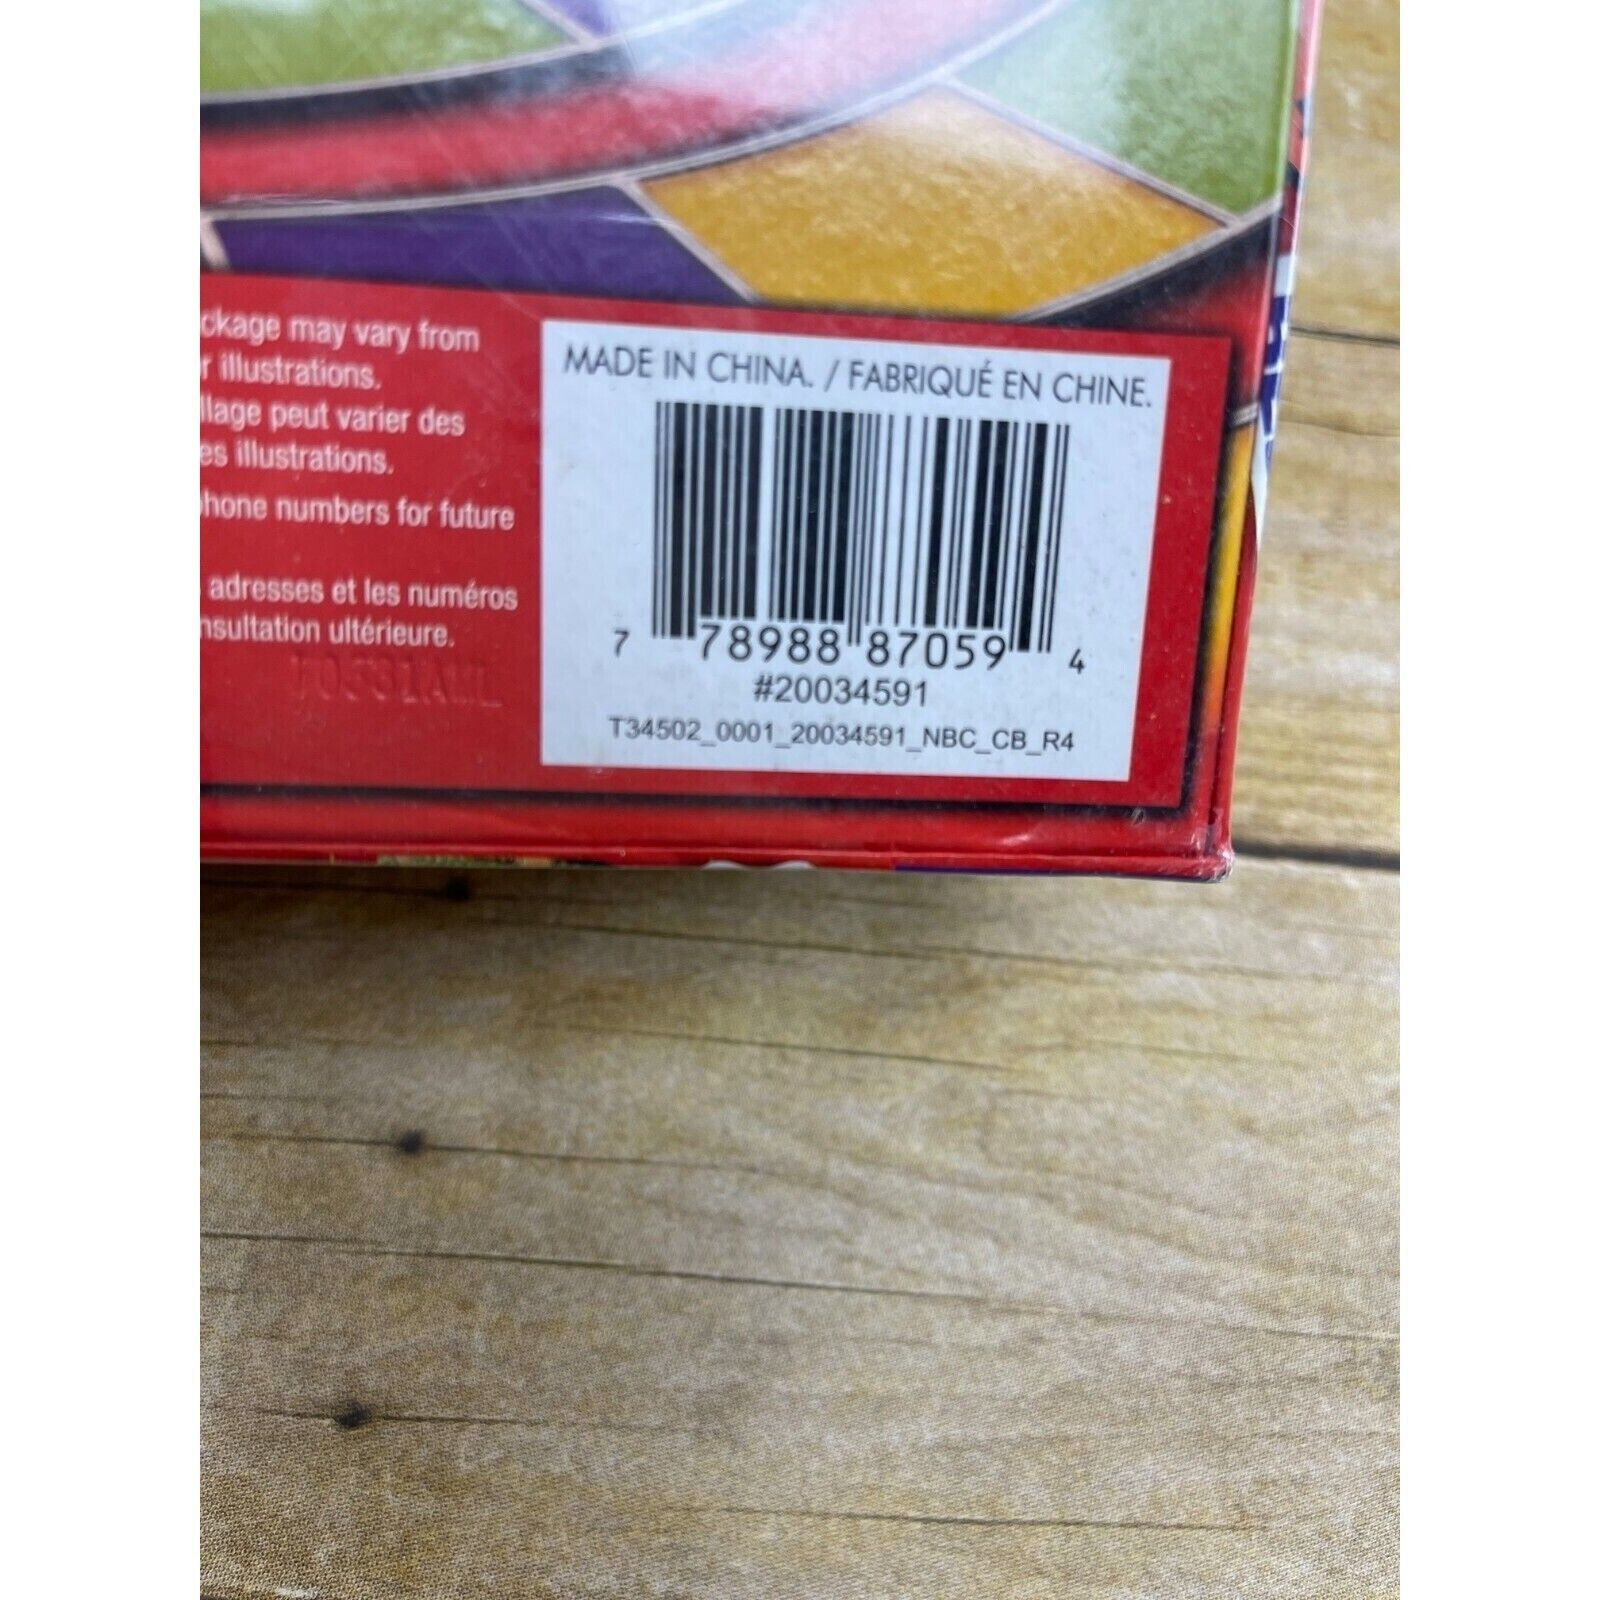 ckage may vary from
r illustrations.
llage peut varier des
es illustrations.
phone numbers for future
adresses et les numéros
nsultation ultérieure.
MADE IN CHINA. / FABRIQUÉ EN CHINE.
7 78988 87059 4
#20034591
T34502_0001_20034591_NBC_CB_R4